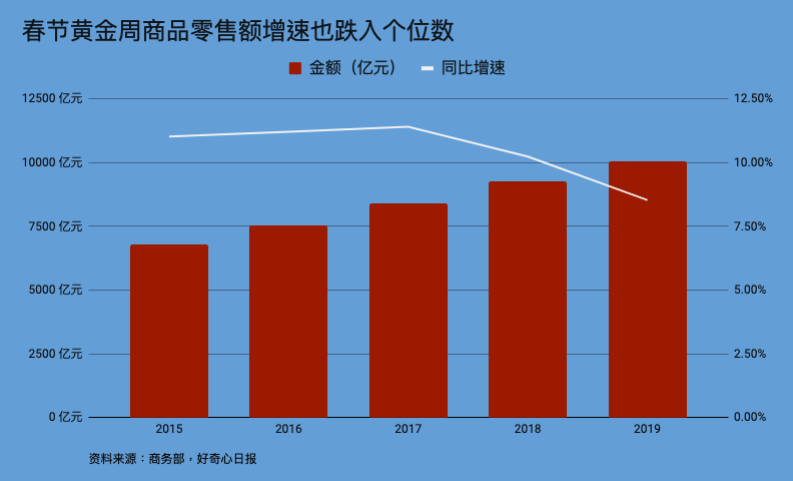 春节黄金周商品零售额增速也跌入个位数
金额（亿元） 同比增速
12500 亿元 12.50%
10000 亿元 10.00%
7500 亿元 7.50%
5000 亿元 5.00%
2500 亿元 2.50%
0 亿元 0.00%
2015 2016 2017 2018 2019
资料来源：商务部，好奇心日报